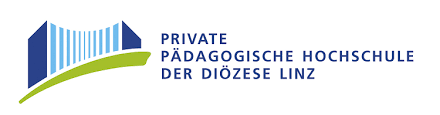 PRIVATE
PÄDAGOGISCHE HOCHSCHULE
DER DIÖZESE LINZ